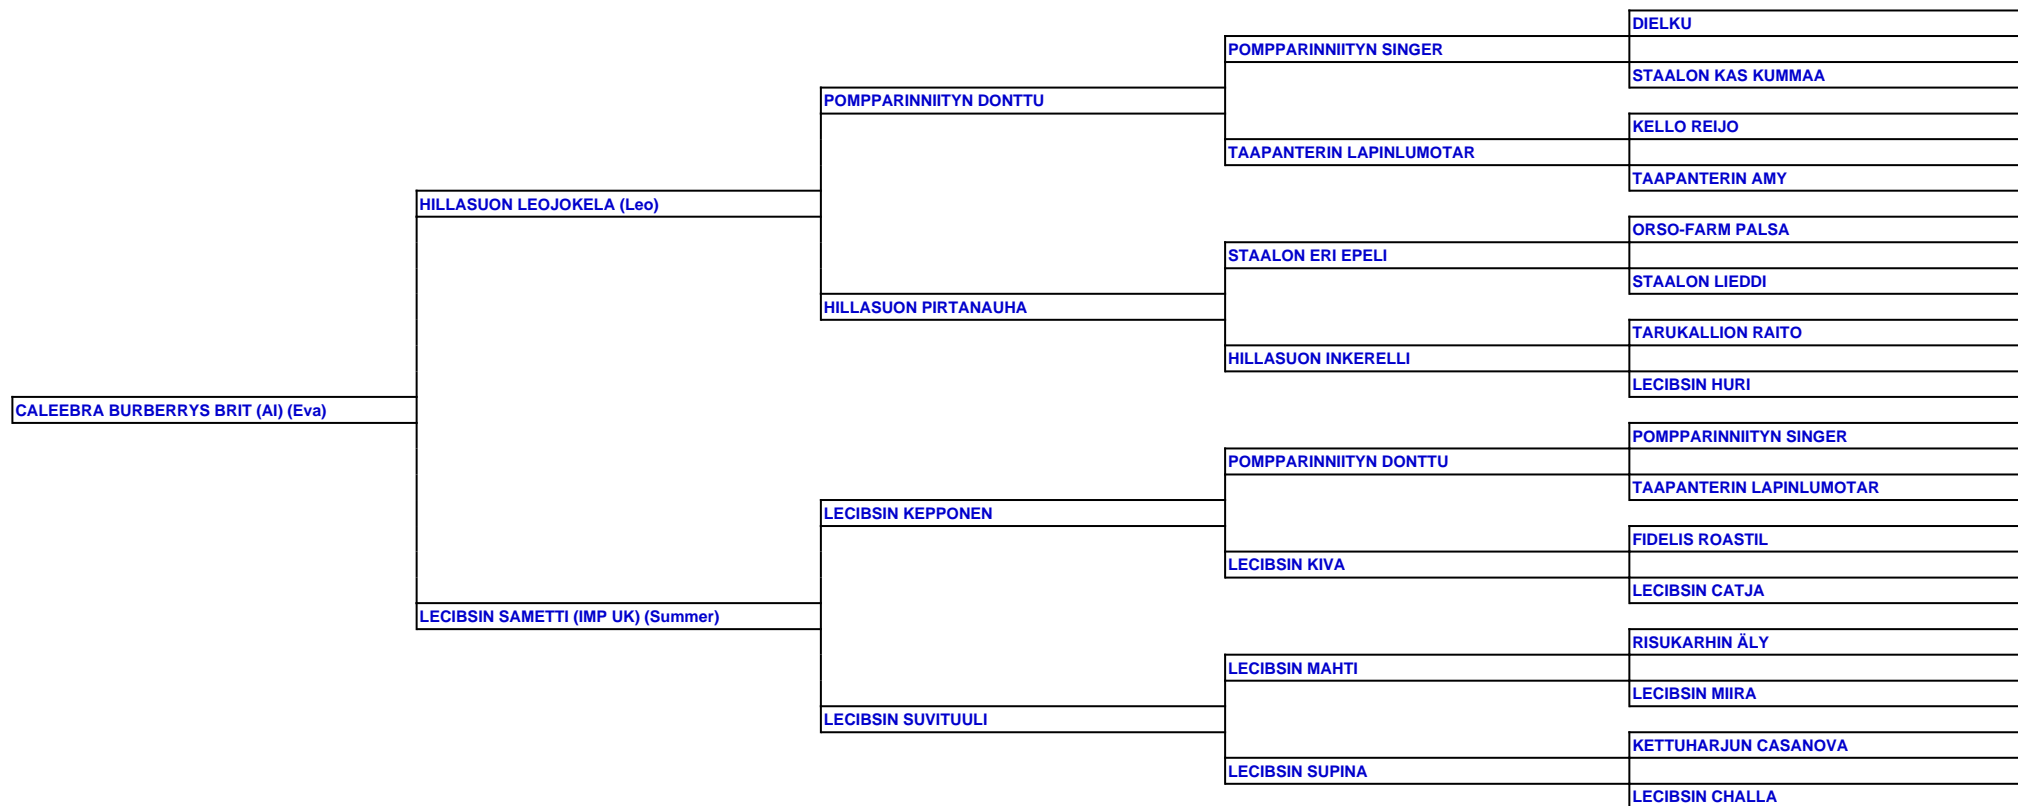 DIELKU
POMPPARINNIITYN SINGER
STAALON KAS KUMMAA
POMPPARINNIITYN DONTTU
KELLO REIJO
TAAPANTERIN LAPINLUMOTAR
TAAPANTERIN AMY
HILLASUON LEOJOKELA (Leo)
ORSO-FARM PALSA
STAALON ERI EPELI
STAALON LIEDDI
HILLASUON PIRTANAUHA
TARUKALLION RAITO
HILLASUON INKERELLI
LECIBSIN HURI
CALEEBRA BURBERRYS BRIT (AI) (Eva)
POMPPARINNIITYN SINGER
POMPPARINNIITYN DONTTU
TAAPANTERIN LAPINLUMOTAR
LECIBSIN KEPPONEN
FIDELIS ROASTIL
LECIBSIN KIVA
LECIBSIN CATJA
LECIBSIN SAMETTI (IMP UK) (Summer)
RISUKARHIN ÄLY
LECIBSIN MAHTI
LECIBSIN MIIRA
LECIBSIN SUVITUULI
KETTUHARJUN CASANOVA
LECIBSIN SUPINA
LECIBSIN CHALLA